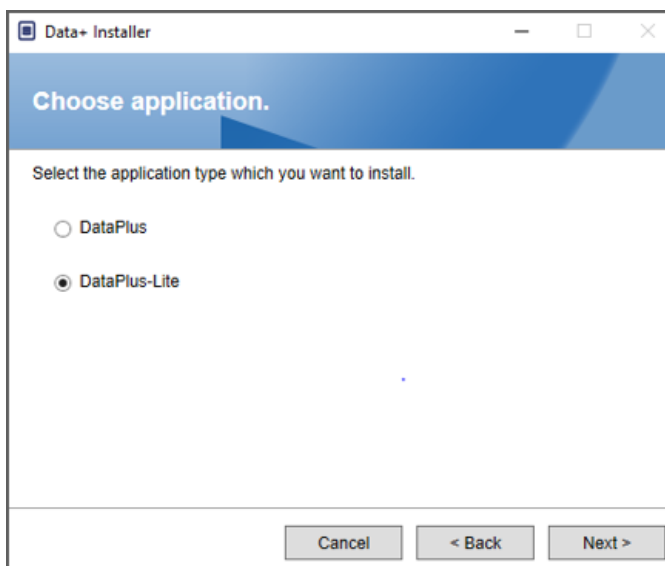 Data+ Installer
Choose application.
Select the application type which you want to install.
DataPlus
DataPlus-Lite
Cancel
< Back
Next >